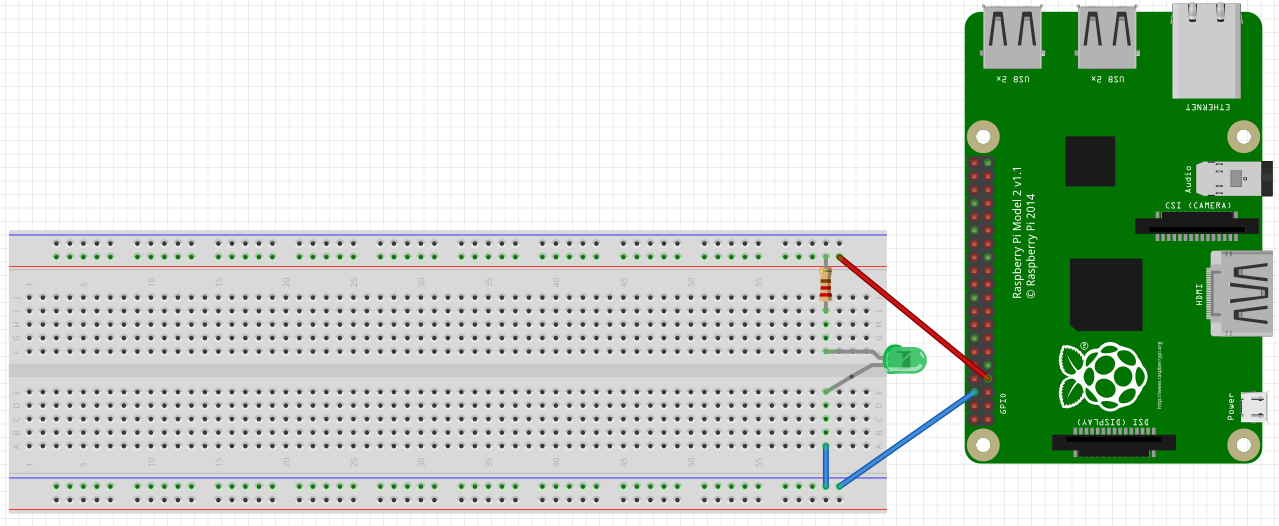 USB 2x
USB 2x
ETHERNET
Raspberry Pi Model 2 v1.1
© Raspberry Pi 2014
Audio
CSI (CAMERA)
HDMI
®
http://www.raspberrypi.org
Power
GPIO
DSI (DISPLAY)
1 5 10 15 20 25 30 35 40 45 50 55
J
I
H
G
F
E
D
C
B
A
1 5 10 15 20 25 30 35 40 45 50 55